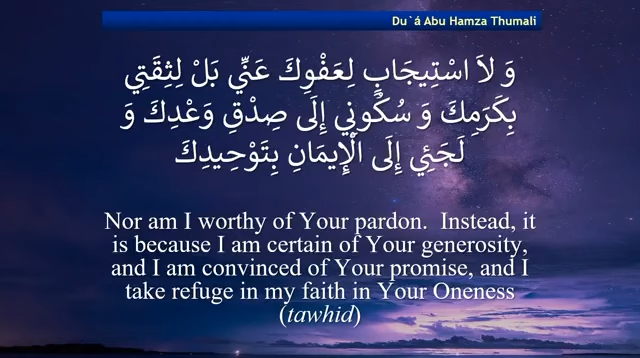 Du`á Abu Hamza Thumali
وَ لاَ اسْتِيجَابٍ لِعَفْوِكَ عَنِّي بَلْ لِثِقَتِي
بِكَرَمِكَ وَ سُكُونِي إِلَى صِدْقِ وَعْدِكَ وَ
لَجَئِي إِلَى الْإِيمَانِ بِتَوْحِيدِكَ
Nor am I worthy of Your pardon.  Instead, it
is because I am certain of Your generosity,
and I am convinced of Your promise, and I
take refuge in my faith in Your Oneness
(tawhid)